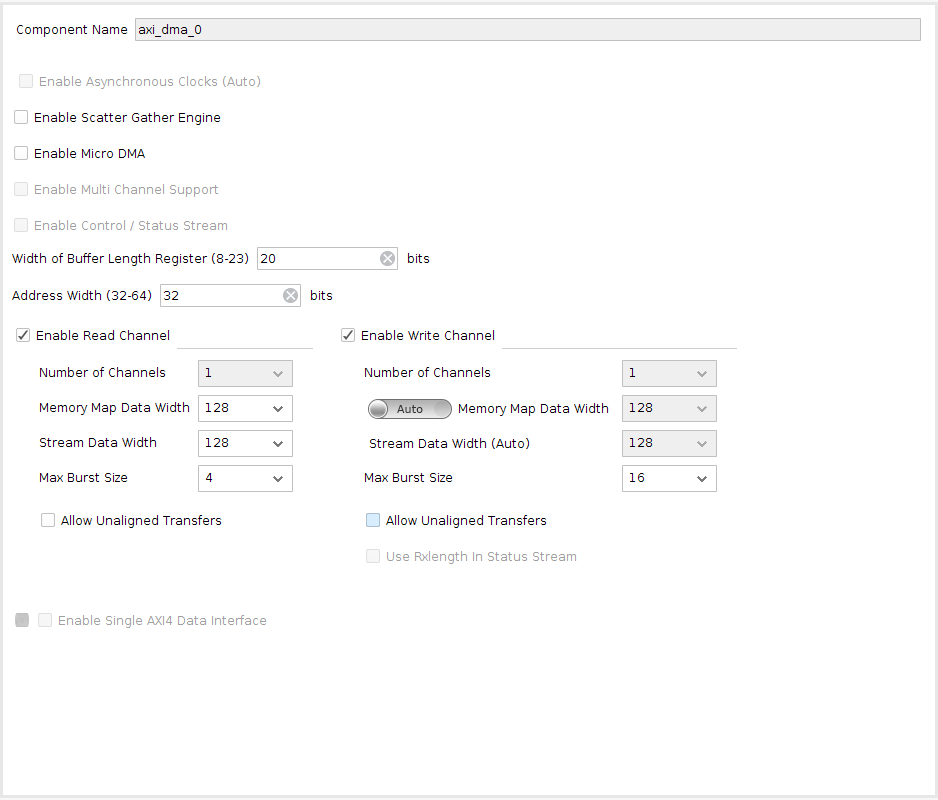 Component Name axi_dma_0
Enable Asynchronous Clocks (Auto)
Enable Scatter Gather Engine
Enable Micro DMA
Enable Multi Channel Support
Enable Control / Status Stream
Width of Buffer Length Register (8-23) 20 bits
Address Width (32-64) 32 bits
Enable Read Channel
Number of Channels 1
Memory Map Data Width 128
Stream Data Width 128
Max Burst Size 4
Allow Unaligned Transfers
Enable Write Channel
Number of Channels 1
Auto Memory Map Data Width 128
Stream Data Width (Auto) 128
Max Burst Size 16
Allow Unaligned Transfers
Use Rxlength In Status Stream
Enable Single AXI4 Data Interface